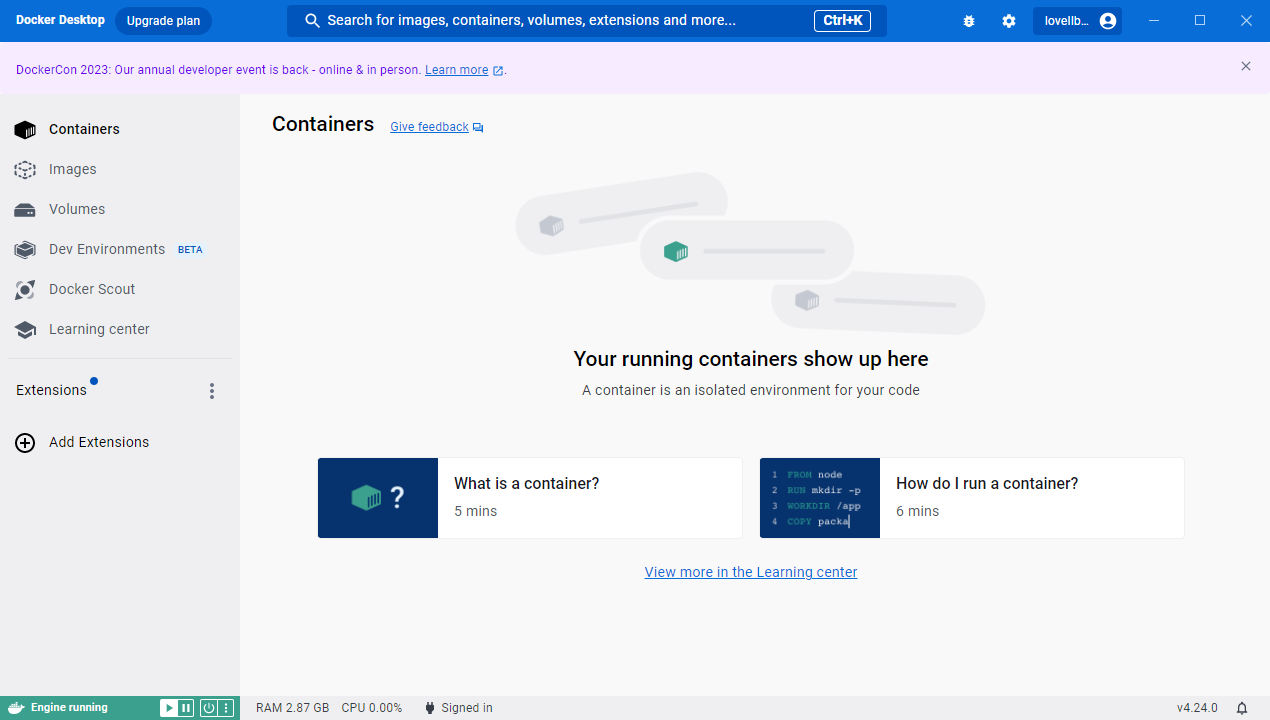 Docker Desktop
Upgrade plan
Search for images, containers, volumes, extensions and more...
Ctrl+K
lovellb...
DockerCon 2023: Our annual developer event is back - online & in person. Learn more .
Containers
Images
Volumes
Dev Environments BETA
Docker Scout
Learning center
Extensions
Add Extensions
Containers
Give feedback
Your running containers show up here
A container is an isolated environment for your code
?
What is a container?
5 mins
1 FROM node
2 RUN mkdir -p
3 WORKDIR /app
4 COPY packa
How do I run a container?
6 mins
View more in the Learning center
Engine running
RAM 2.87 GB CPU 0.00% Signed in
v4.24.0